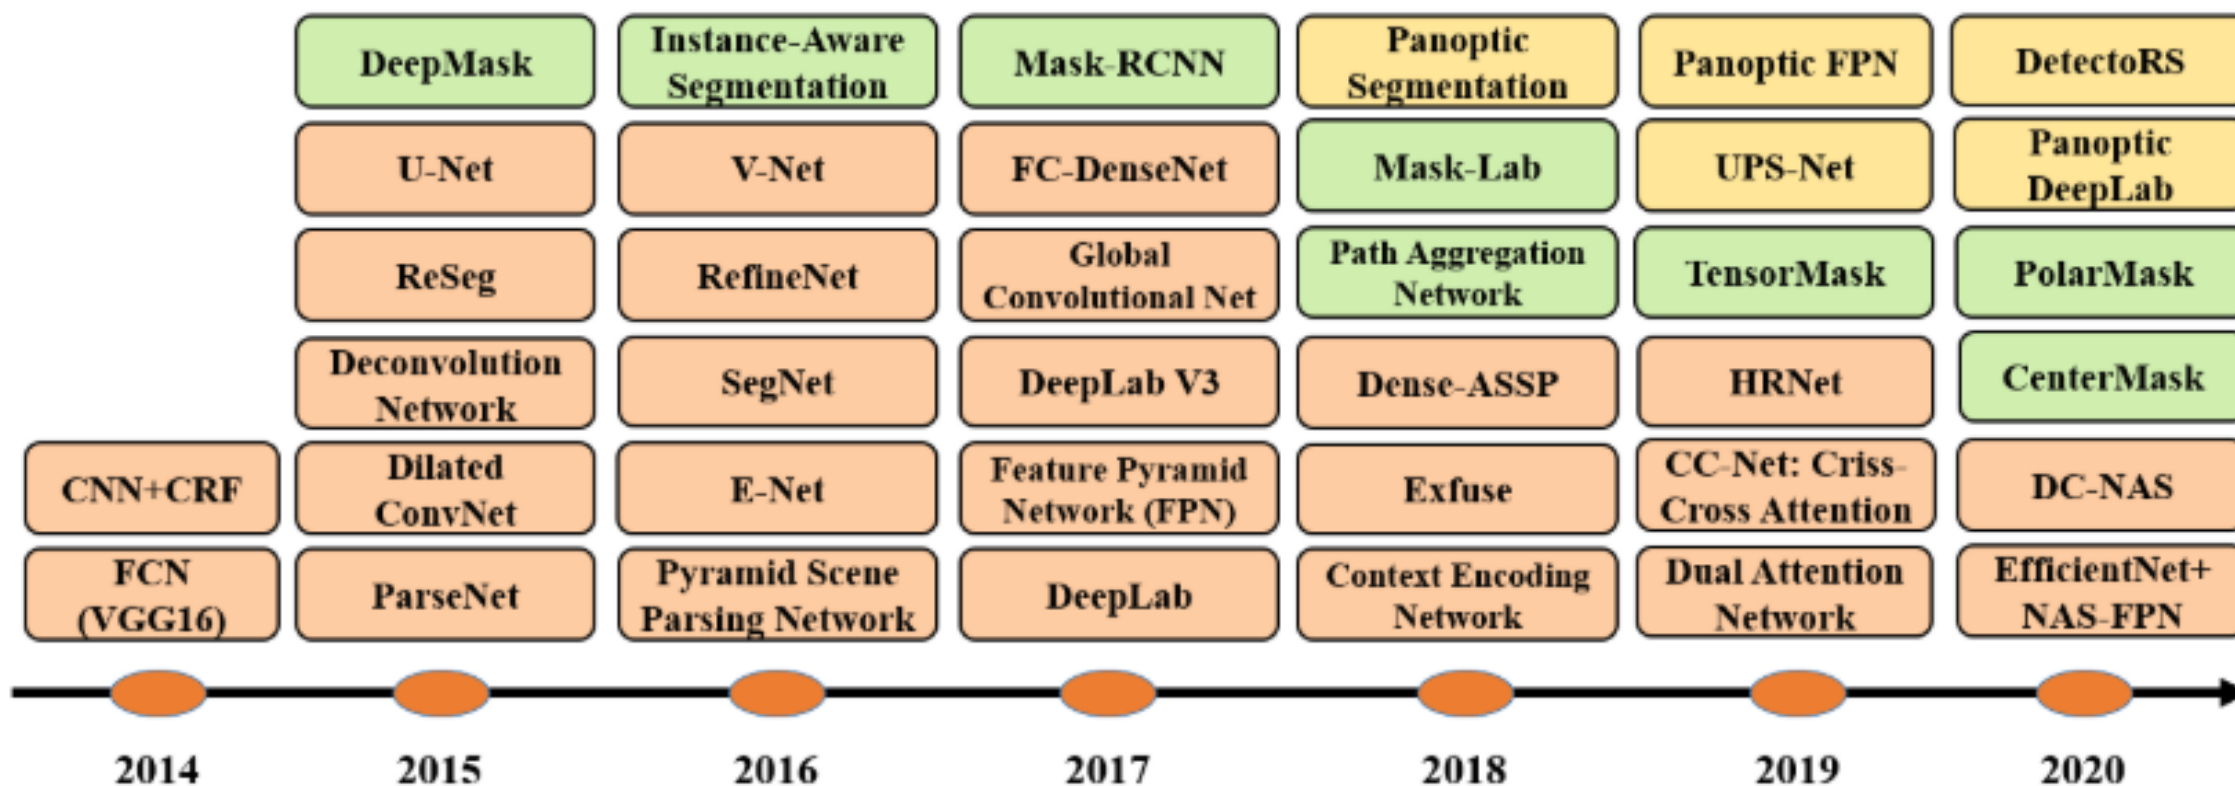 DeepMask
Instance-Aware
Segmentation
Mask-RCNN
Panoptic
Segmentation
Panoptic FPN
DetectoRS
U-Net
V-Net
FC-DenseNet
Mask-Lab
UPS-Net
Panoptic
DeepLab
ReSeg
RefineNet
Global
Convolutional Net
Path Aggregation
Network
TensorMask
PolarMask
Deconvolution
Network
SegNet
DeepLab V3
Dense-ASSP
HRNet
CenterMask
CNN+CRF
Dilated
ConvNet
E-Net
Feature Pyramid
Network (FPN)
Exfuse
CC-Net: Criss-
Cross Attention
DC-NAS
FCN
(VGG16)
ParseNet
Pyramid Scene
Parsing Network
DeepLab
Context Encoding
Network
Dual Attention
Network
EfficientNet+
NAS-FPN
2014
2015
2016
2017
2018
2019
2020